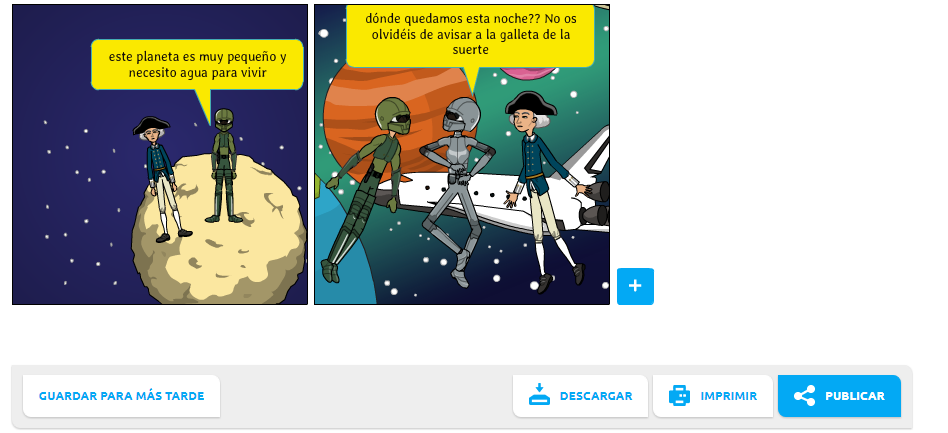 este planeta es muy pequeño y
necesito agua para vivir
dónde quedamos esta noche?? No os
olvidéis de avisar a la galleta de la
suerte
+
GUARDAR PARA MÁS TARDE
DESCARGAR
IMPRIMIR
PUBLICAR